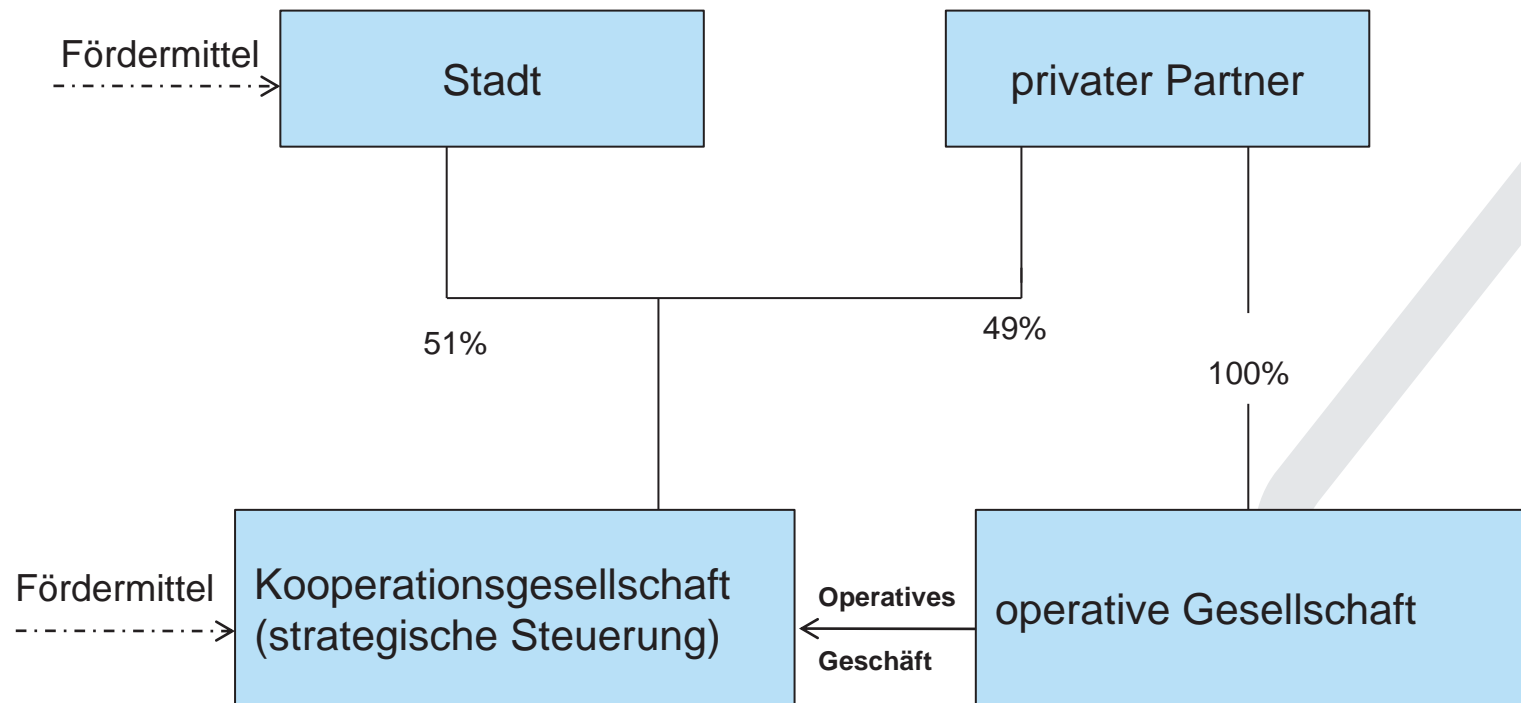 Fördermittel
Stadt
privater Partner
51%
49%
100%
Fördermittel
Kooperationsgesellschaft
(strategische Steuerung)
Operatives
Geschäft
operative Gesellschaft